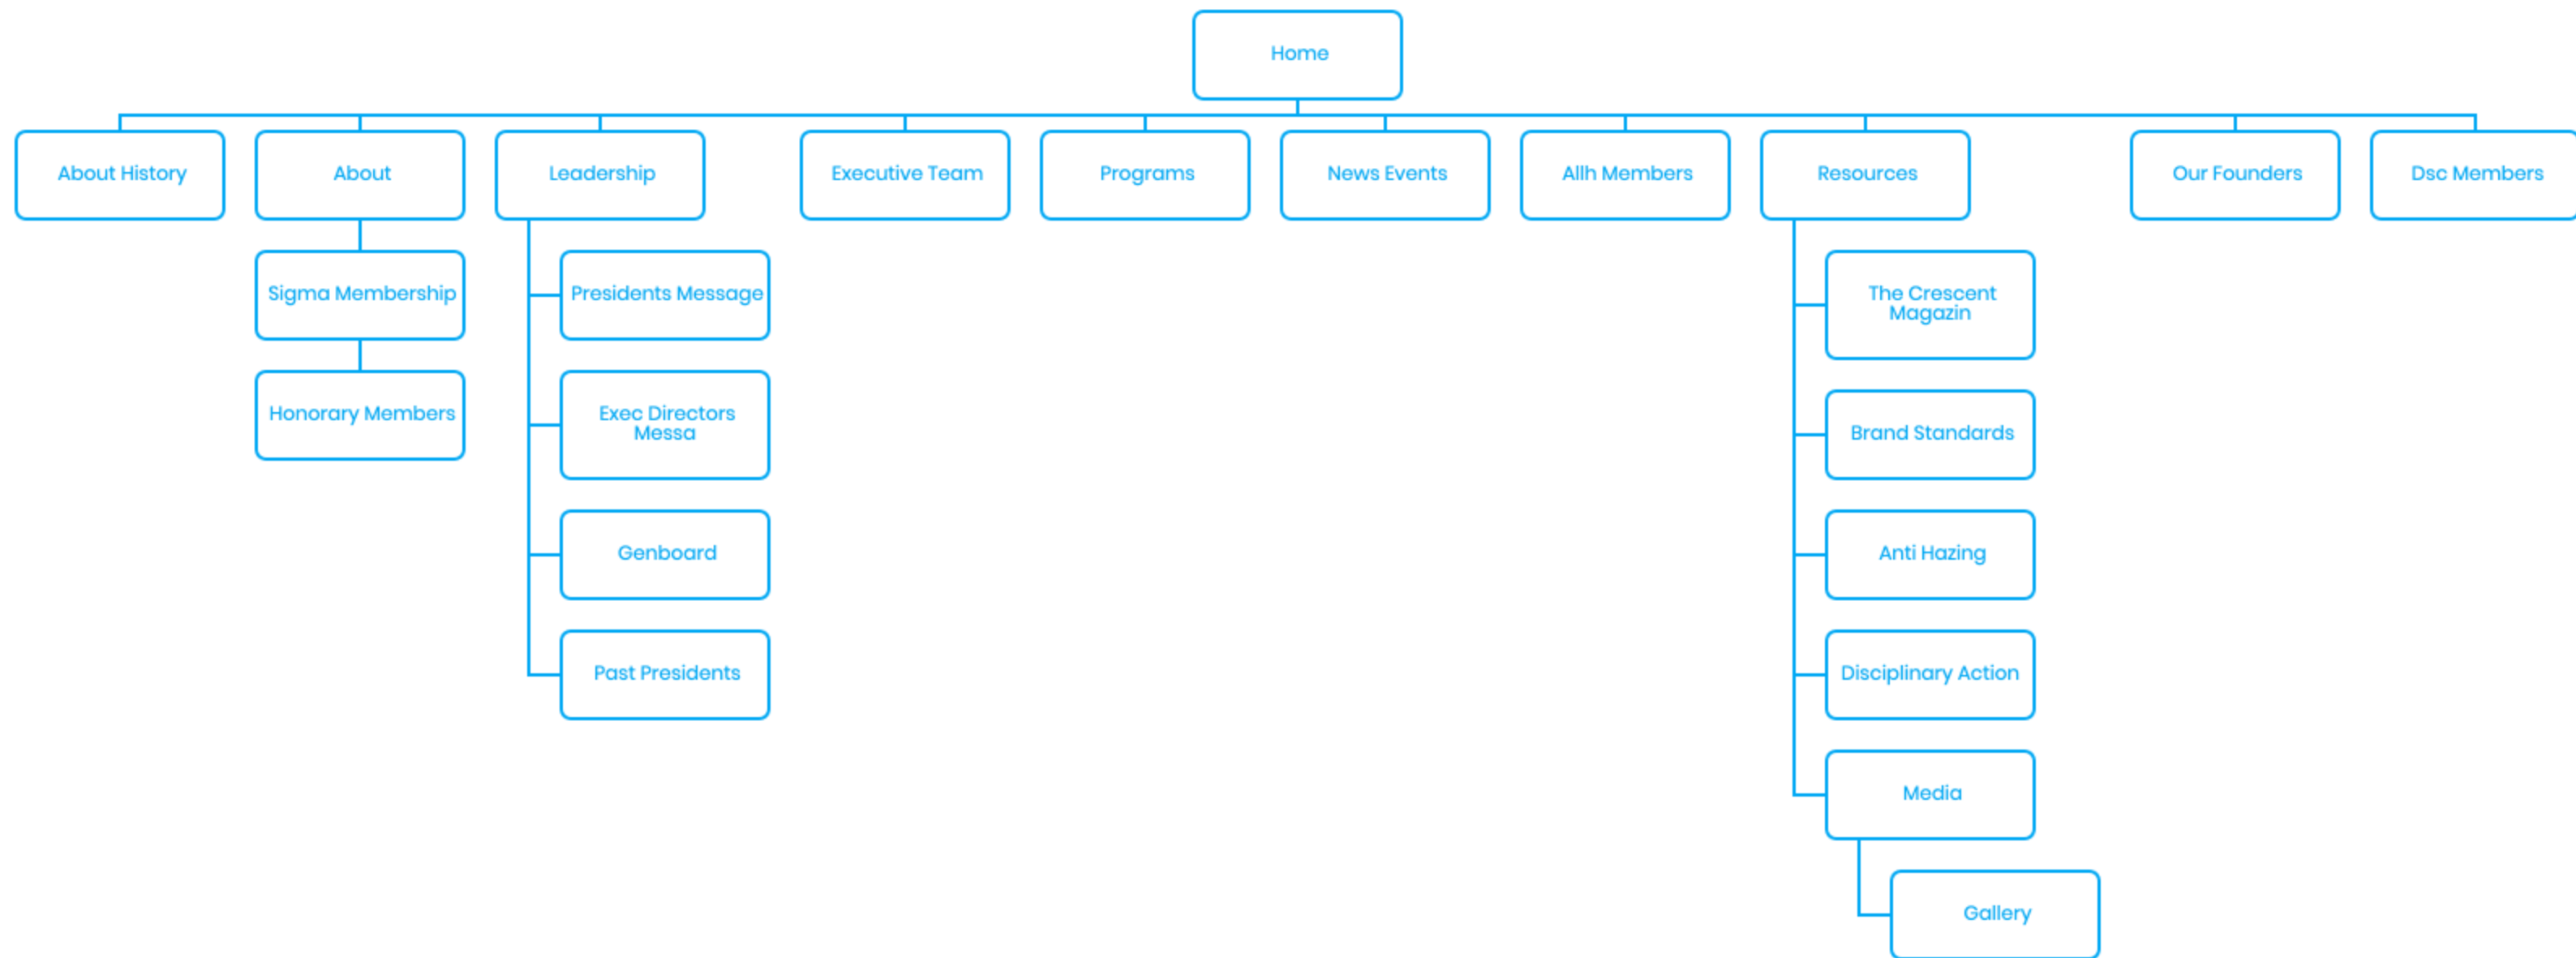 Home
About History
About
Leadership
Executive Team
Programs
News Events
Allh Members
Resources
Our Founders
Dsc Members
Sigma Membership
Honorary Members
Presidents Message
Exec Directors
Messa
Genboard
Past Presidents
The Crescent
Magazin
Brand Standards
Anti Hazing
Disciplinary Action
Media
Gallery